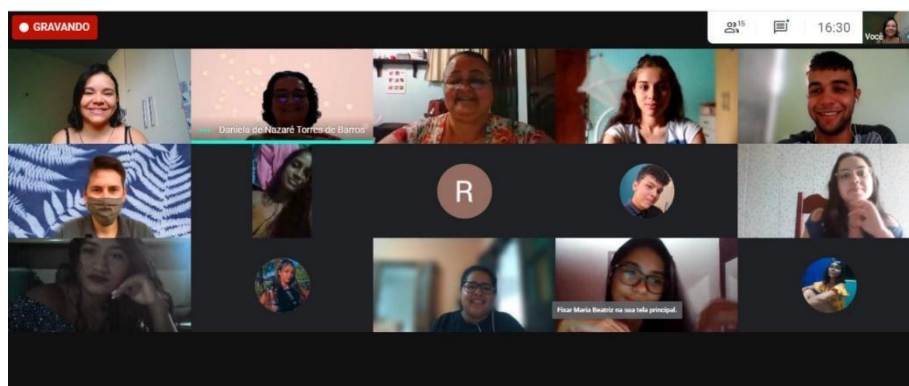 GRAVANDO
15
16:30
Você
Daniela de Nazaré Torres de Barros
R
Fixar Maria Beatriz na sua tela principal.